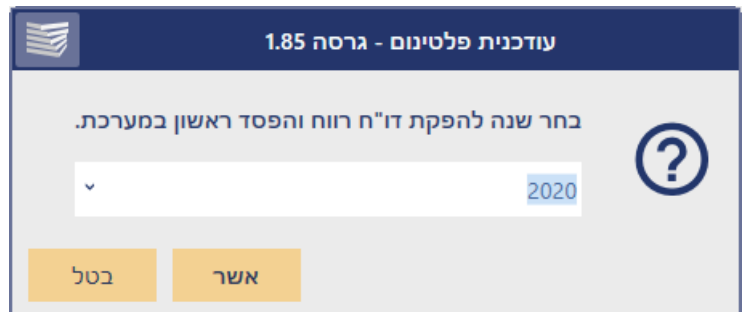 עודכנית פלטינום - גרסה 1.85
בחר שנה להפקת דו"ח רווח והפסד ראשון במערכת.
2020
אשר
בטל